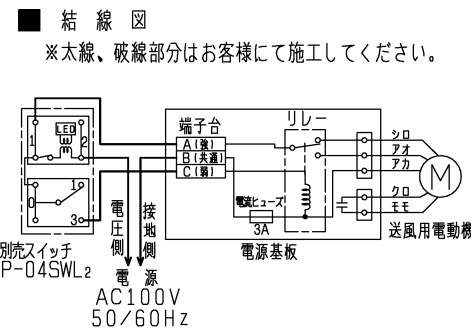 ■ 結線図
※太線、破線部分はお客様にて施工してください。
端子台
リレー
LED
1
2
A(強)
B(共通)
C(弱)
シロ
アオ
アカ
クロ
モモ
M
0
1
3
電流ヒューズ
3A
電圧側
接地側
電源基板
送風用電動機
別売スイッチ
P-04SWL2
電源
AC100V
50/60Hz